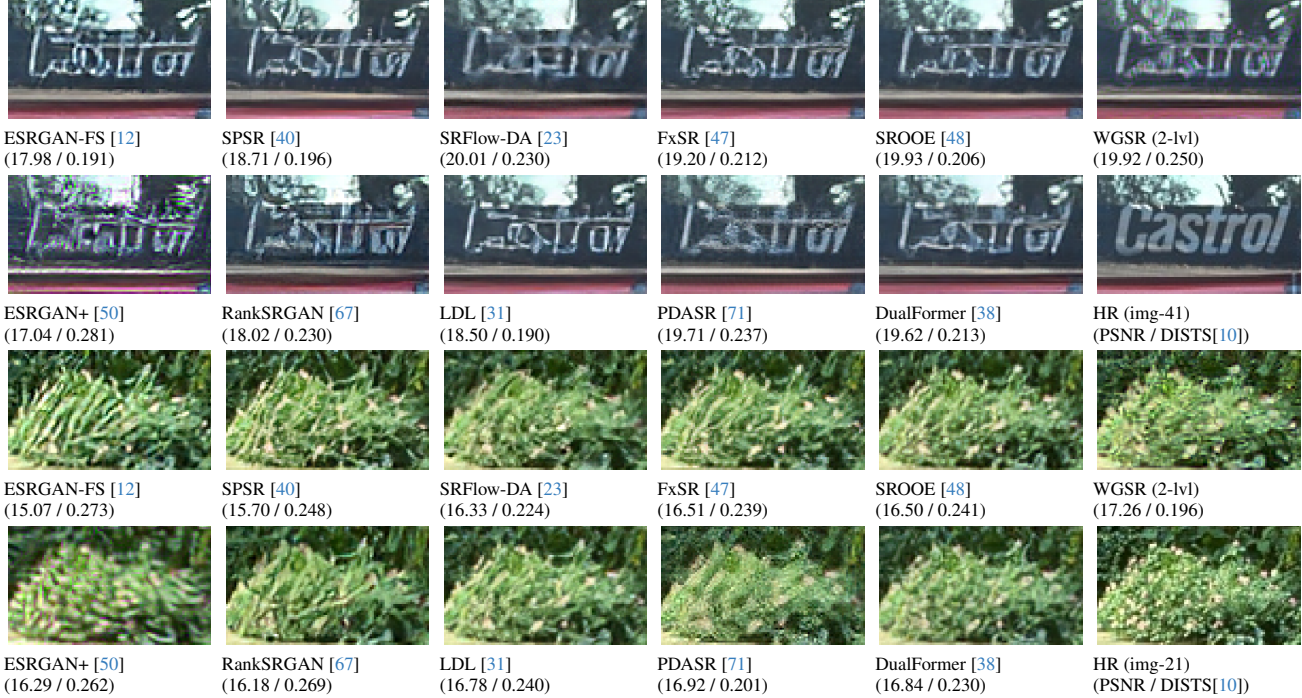 ESRGAN-FS [12] SPSR [40] SRFlow-DA [23] FxSR [47] SROOE [48] WGSR (2-lvl)
(17.98 / 0.191) (18.71 / 0.196) (20.01 / 0.230) (19.20 / 0.212) (19.93 / 0.206) (19.92 / 0.250)
Castrol
ESRGAN+ [50] RankSRGAN [67] LDL [31] PDASR [71] DualFormer [38] HR (img-41)
(17.04 / 0.281) (18.02 / 0.230) (18.50 / 0.190) (19.71 / 0.237) (19.62 / 0.213) (PSNR / DISTS[10])
ESRGAN-FS [12] SPSR [40] SRFlow-DA [23] FxSR [47] SROOE [48] WGSR (2-lvl)
(15.07 / 0.273) (15.70 / 0.248) (16.33 / 0.224) (16.51 / 0.239) (16.50 / 0.241) (17.26 / 0.196)
ESRGAN+ [50] RankSRGAN [67] LDL [31] PDASR [71] DualFormer [38] HR (img-21)
(16.29 / 0.262) (16.18 / 0.269) (16.78 / 0.240) (16.92 / 0.201) (16.84 / 0.230) (PSNR / DISTS[10])